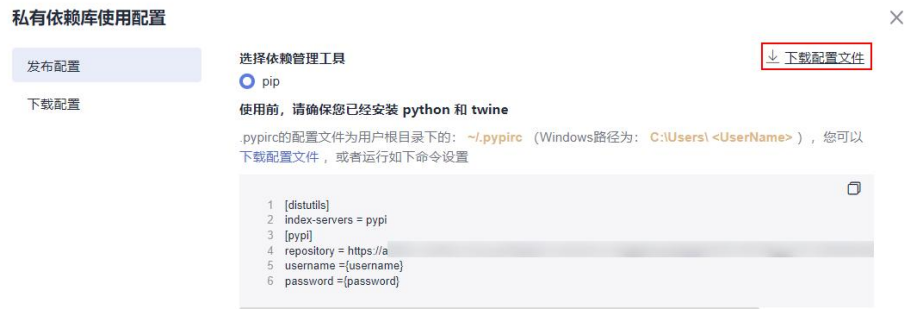 私有依赖库使用配置
发布配置
下载配置
选择依赖管理工具
下载配置文件
pip
使用前，请确保您已经安装 python 和 twine
.pypirc的配置文件为用户根目录下的： ~/.pypirc （Windows路径为： C:\Users\ <UserName> ），您可以
下载配置文件 ，或者运行如下命令设置
1 [distutils]
2 index-servers = pypi
3 [pypi]
4 repository = https://a
5 username ={username}
6 password ={password}